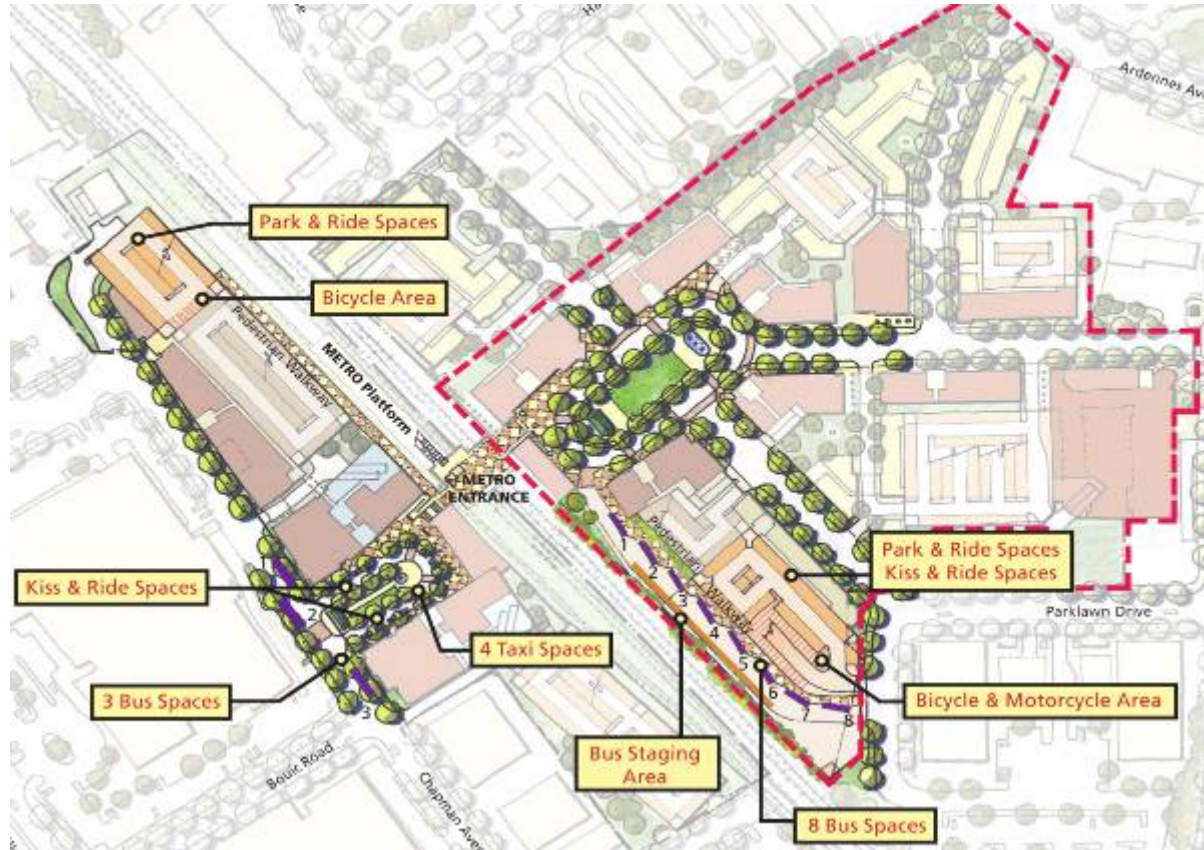 Ardennes Ave
Park & Ride Spaces
Bicycle Area
Pedestrian Walkway
METRO Platform
METRO
ENTRANCE
Pedestrian
Walkway
Park & Ride Spaces
Kiss & Ride Spaces
Parklawn Drive
Kiss & Ride Spaces
4 Taxi Spaces
3 Bus Spaces
Bicycle & Motorcycle Area
Bus Staging
Area
8 Bus Spaces
Bouic Road
Chapman Ave
1
2
3
4
5
6
7
8
2
3